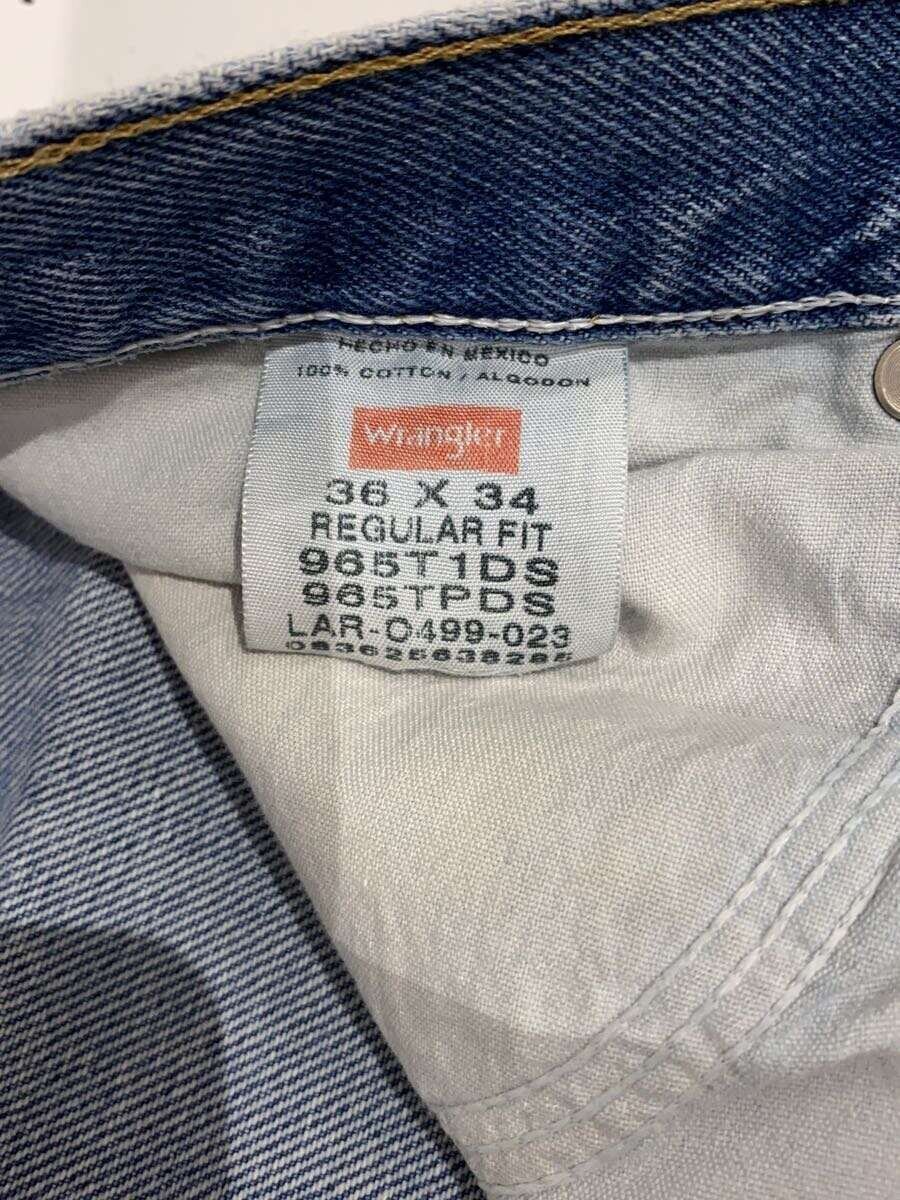 HECHO EN MEXICO
100% COTTON / ALGODON
Wrangler
36 X 34
REGULAR FIT
965T1DS
965TPDS
LAR-0499-023